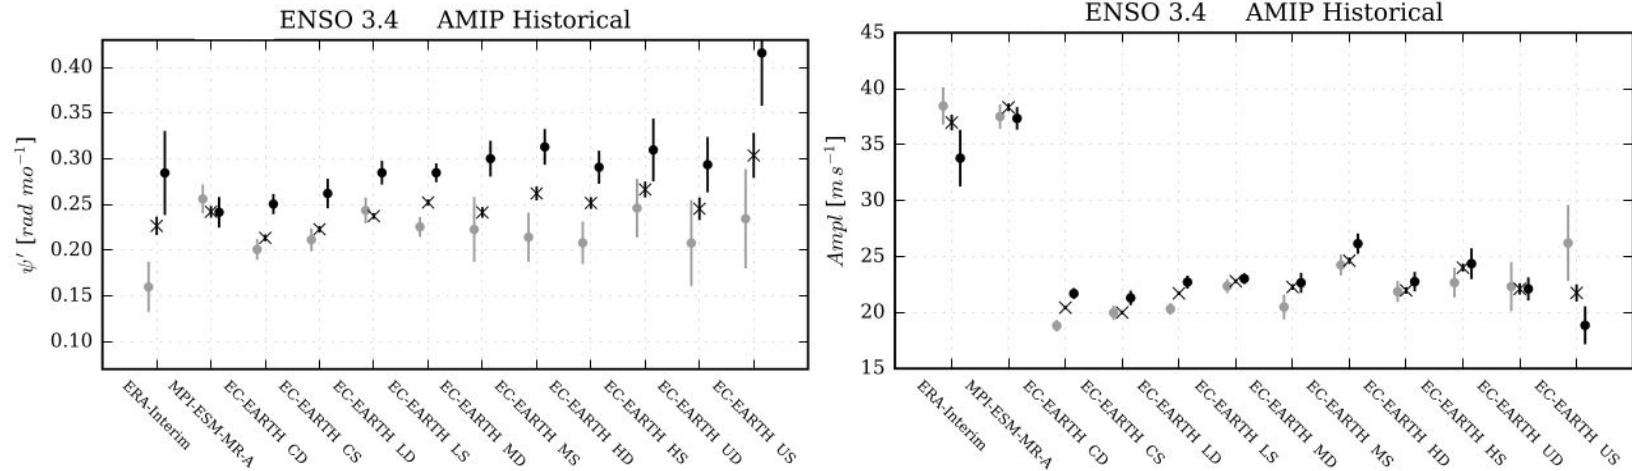 ENSO 3.4 AMIP Historical
0.40
0.35
0.30
0.25
0.20
0.15
0.10
ψ′ [rad mo⁻¹]
ERA-Interim
MPI-ESM-MR-A
EC-EARTH CD
EC-EARTH CS
EC-EARTH LD
EC-EARTH LS
EC-EARTH MD
EC-EARTH MS
EC-EARTH HD
EC-EARTH HS
EC-EARTH UD
EC-EARTH US
ENSO 3.4 AMIP Historical
45
40
35
30
25
20
15
Ampl [m s⁻¹]
ERA-Interim
MPI-ESM-MR-A
EC-EARTH CD
EC-EARTH CS
EC-EARTH LD
EC-EARTH LS
EC-EARTH MD
EC-EARTH MS
EC-EARTH HD
EC-EARTH HS
EC-EARTH UD
EC-EARTH US